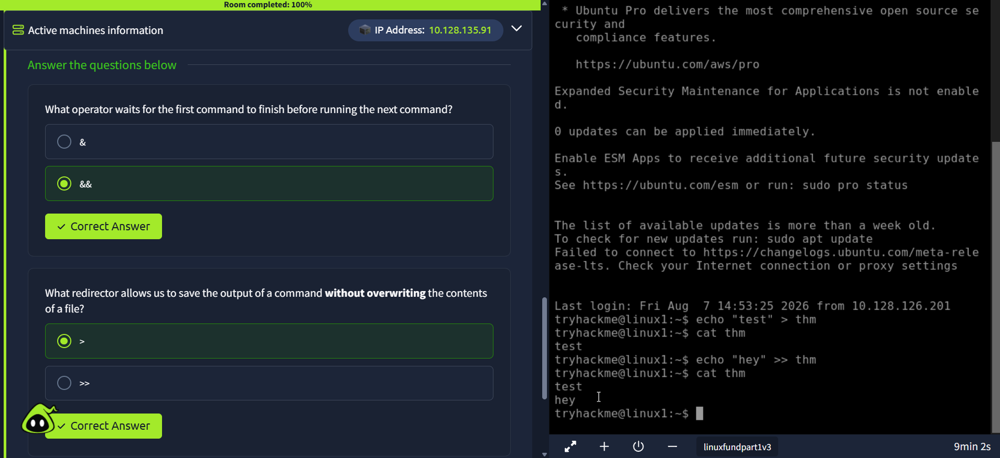 Room completed: 100%
Active machines information
IP Address: 10.128.135.91
Answer the questions below
What operator waits for the first command to finish before running the next command?
&
&&
Correct Answer
What redirector allows us to save the output of a command without overwriting the contents
of a file?
>
>>
Correct Answer
* Ubuntu Pro delivers the most comprehensive open source se
curity and
compliance features.
https://ubuntu.com/aws/pro
Expanded Security Maintenance for Applications is not enable
d.
0 updates can be applied immediately.
Enable ESM Apps to receive additional future security update
s.
See https://ubuntu.com/esm or run: sudo pro status
The list of available updates is more than a week old.
To check for new updates run: sudo apt update
Failed to connect to https://changelogs.ubuntu.com/meta-rele
ase-lts. Check your Internet connection or proxy settings
Last login: Fri Aug  7 14:53:25 2026 from 10.128.126.201
tryhackme@linux1:~$ echo "test" > thm
tryhackme@linux1:~$ cat thm
test
tryhackme@linux1:~$ echo "hey" >> thm
tryhackme@linux1:~$ cat thm
test
hey
tryhackme@linux1:~$
linuxfundpart1v3
9min 2s